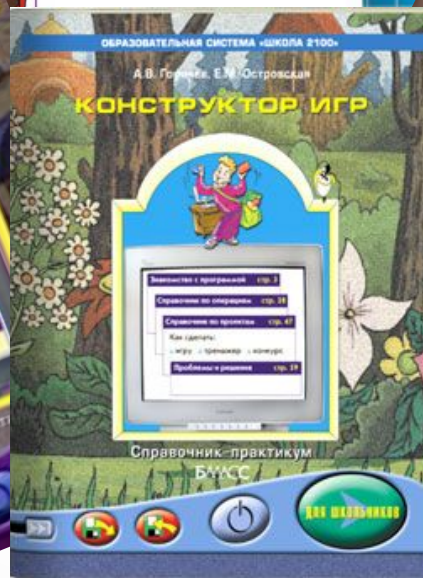 ОБРАЗОВАТЕЛЬНАЯ СИСТЕМА «ШКОЛА 2100»
А.В. Горячев, Е.М. Островская
КОНСТРУКТОР ИГР
Знакомство с программой стр. 3
Справочник по операциям стр. 28
Справочник по проектам стр. 47
Как сделать:
игру тренажер конкурс
Проблемы и решения стр. 59
Справочник-практикум
БАЛАСС
ДЛЯ ШКОЛЬНИКОВ